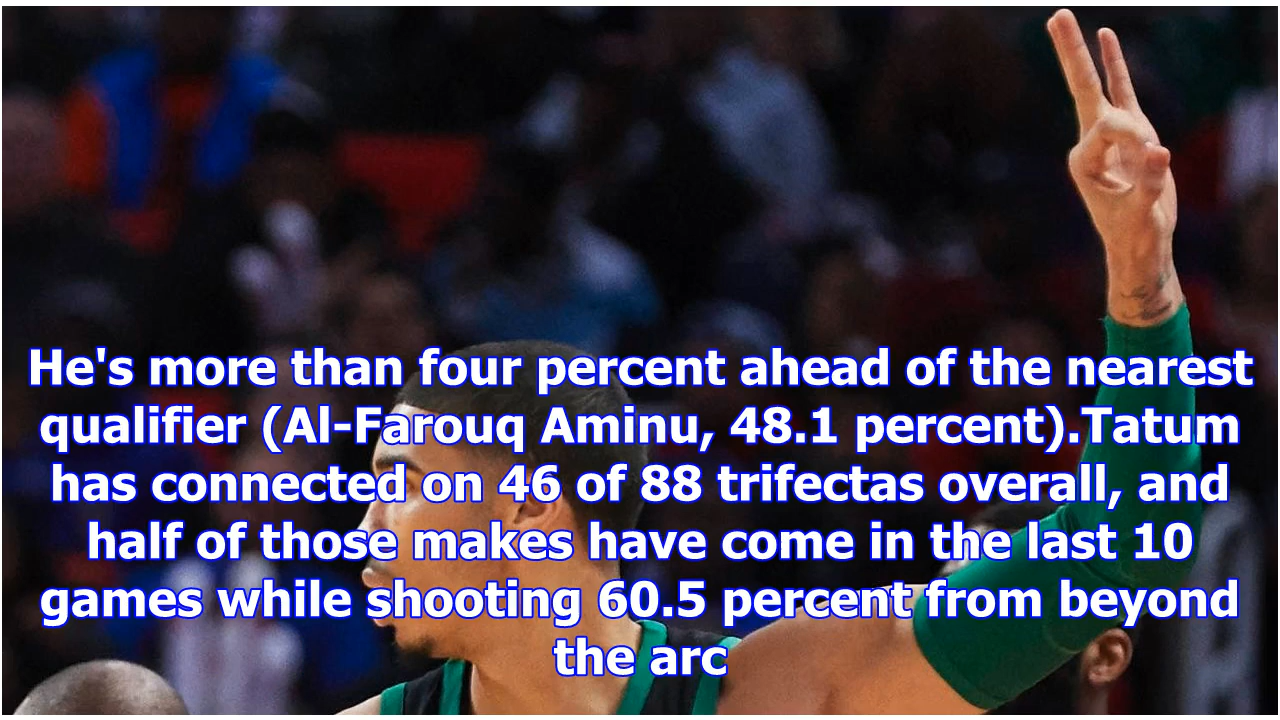 He's more than four percent ahead of the nearest
qualifier (Al-Farouq Aminu, 48.1 percent).Tatum
has connected on 46 of 88 trifectas overall, and
half of those makes have come in the last 10
games while shooting 60.5 percent from beyond
the arc